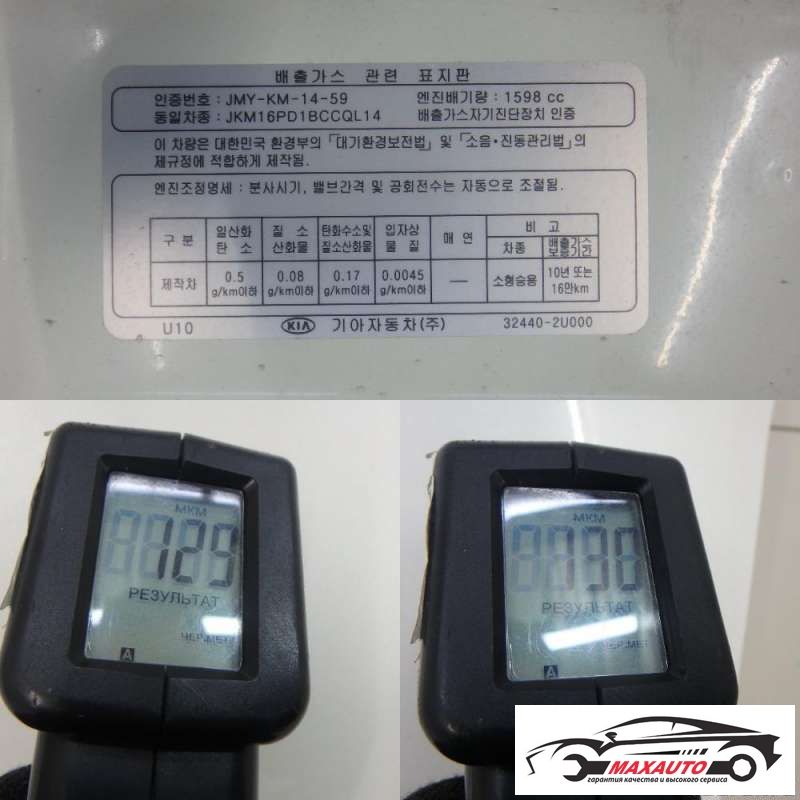 배출가스 관련 표지판
인증번호 : JMY-KM-14-59 엔진배기량 : 1598 cc
동일차종 : JKM16PD1BCCQL14 배출가스자기진단장치 인증
이 차량은 대한민국 환경부의 「대기환경보전법」 및 「소음·진동관리법」의
제규정에 적합하게 제작됨.
엔진조정명세 : 분사시기, 밸브간격 및 공회전수는 자동으로 조절됨.
구 분 일산화 탄 소 질 소 산화물 탄화수소및 질소산화물 입자상 물 질 매 연 비 고
차종 배출가스 보증기간
제작차 0.5 g/km이하 0.08 g/km이하 0.17 g/km이하 0.0045 g/km이하 — 소형승용 10년 또는 16만km
U10 KIA 기아자동차(주) 32440-2U000
МКМ
129
РЕЗУЛЬТАТ
ЧЕР.МЕТ
A
МКМ
130
РЕЗУЛЬТАТ
ЧЕР.МЕТ
A
MAXAUTO
гарантия качества и высокого сервиса